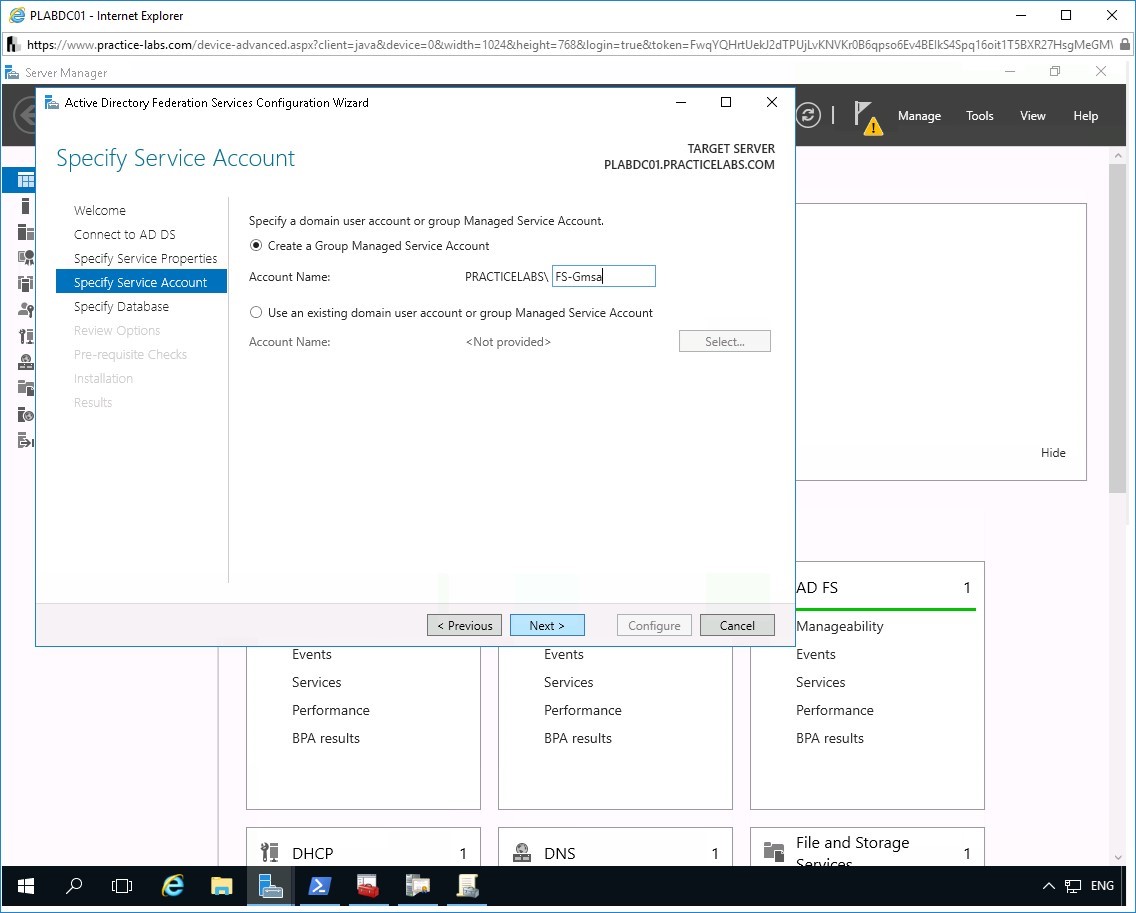 PLABDC01 - Internet Explorer
https://www.practice-labs.com/device-advanced.aspx?client=java&device=0&width=1024&height=768&login=true&token=FwqYQHrtUekJ2dTPUjLvKNVKr0B6qpso6Ev4BEIkS4Spq16oit1T5BXR27HsgMeGM
Server Manager
Active Directory Federation Services Configuration Wizard
Manage Tools View Help
Specify Service Account
TARGET SERVER
PLABDC01.PRACTICELABS.COM
Welcome
Connect to AD DS
Specify Service Properties
Specify Service Account
Specify Database
Review Options
Pre-requisite Checks
Installation
Results
Specify a domain user account or group Managed Service Account.
Create a Group Managed Service Account
Account Name: PRACTICELABS\ FS-Gmsa
Use an existing domain user account or group Managed Service Account
Account Name: <Not provided> Select...
Hide
< Previous Next > Configure Cancel
AD FS 1
Manageability
Events Events Events
Services Services Services
Performance Performance Performance
BPA results BPA results BPA results
DHCP 1 DNS 1 File and Storage 1
Services
ENG